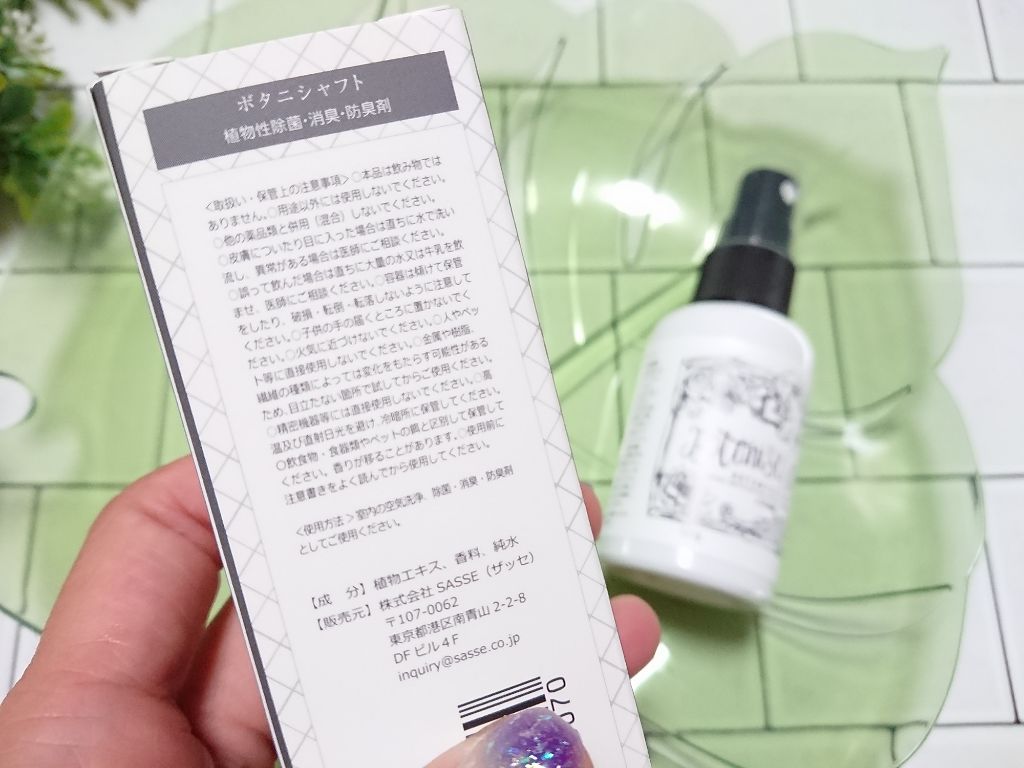 ボタニシャフト
植物性除菌・消臭・防臭剤
<取扱い・保管上の注意事項>○本品は飲み物では
ありません。○用途以外には使用しないでください。
○他の薬品類と併用（混合）しないでください。
○皮膚についたり目に入った場合は直ちに水で洗い
流し、異常がある場合は医師にご相談ください。
○誤って飲んだ場合は直ちに大量の水又は牛乳を飲
ませ、医師にご相談ください。○容器は傾けて保管
をしたり、破損・転倒・転落しないように注意して
ください。○子供の手の届くところに置かないでく
ださい。○火気に近づけないでください。○人やペッ
ト等に直接使用しないでください。○金属や樹脂、
繊維の種類によっては変化をもたらす可能性がある
ため、目立たない箇所で試してからご使用ください。
○精密機器等には直接使用しないでください。○高
温及び直射日光を避け、冷暗所に保管してください。
○飲食物・食器類やペットの餌と区別して保管して
ください。香りが移ることがあります。○使用前に
注意書きをよく読んでから使用してください。
<使用方法>室内の空気洗浄、除菌・消臭・防臭剤
としてご使用ください。
【成　分】植物エキス、香料、純水
【販売元】株式会社 SASSE（ザッセ）
〒107-0062
東京都港区南青山 2-2-8
DF ビル 4 F
inquiry@sasse.co.jp